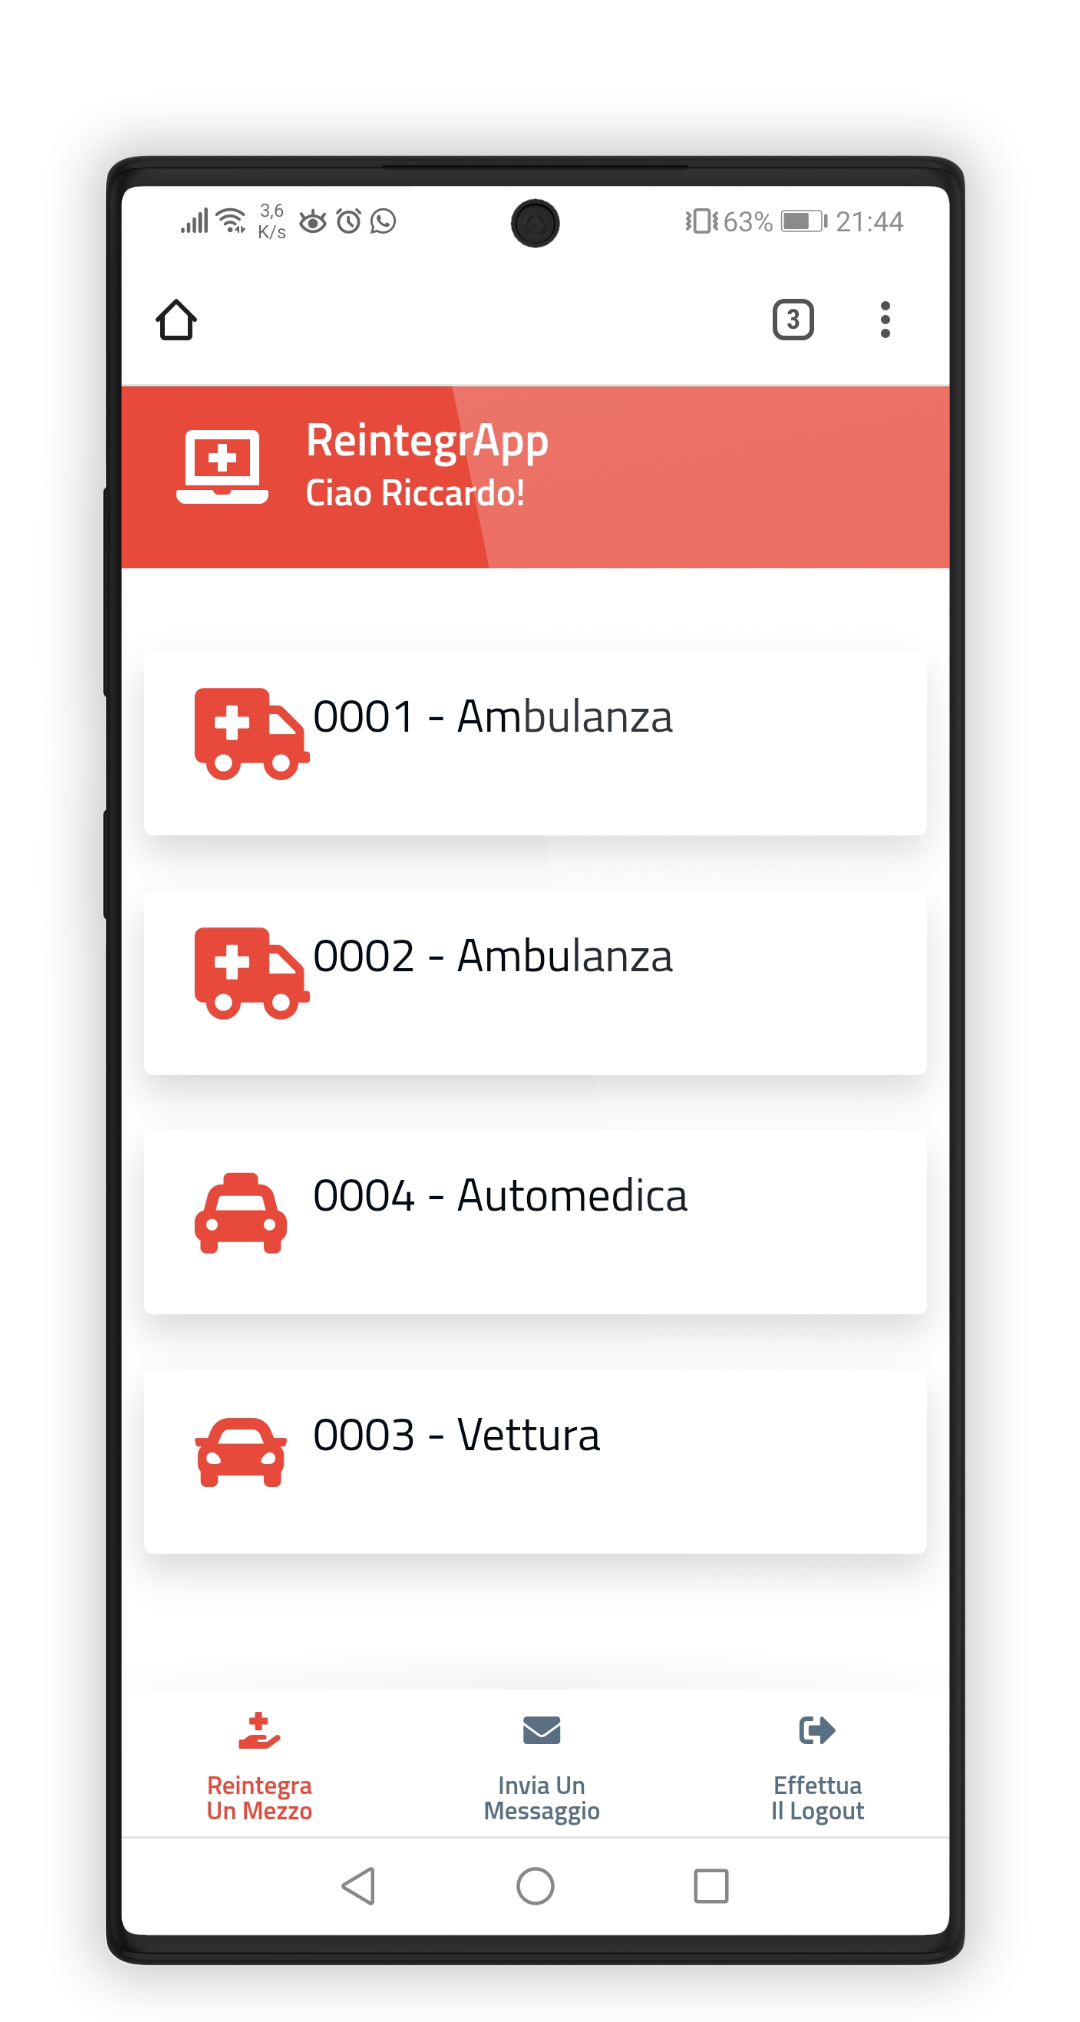 3,6
K/s
63%
21:44
3
ReintegrApp
Ciao Riccardo!
0001 - Ambulanza
0002 - Ambulanza
0004 - Automedica
0003 - Vettura
Reintegra
Un Mezzo
Invia Un
Messaggio
Effettua
Il Logout